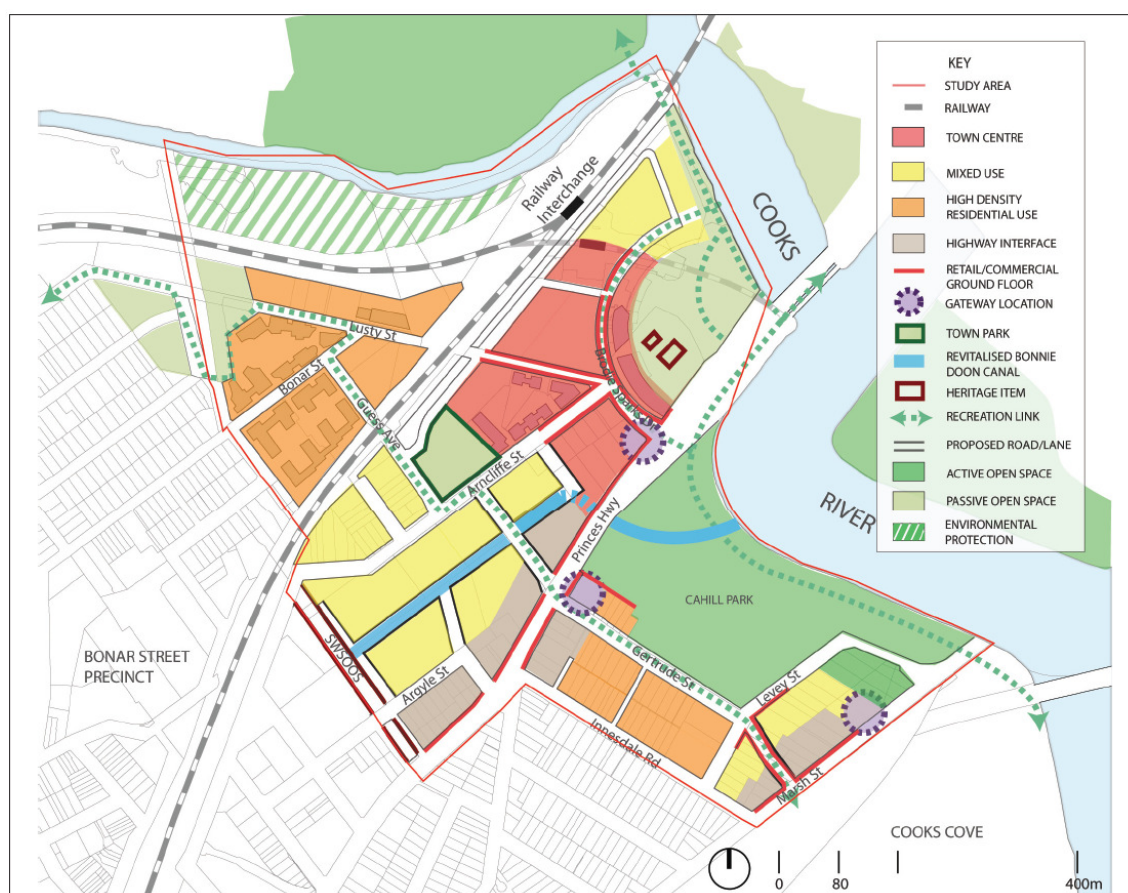 KEY
STUDY AREA
RAILWAY
TOWN CENTRE
MIXED USE
HIGH DENSITY
RESIDENTIAL USE
HIGHWAY INTERFACE
RETAIL/COMMERCIAL
GROUND FLOOR
GATEWAY LOCATION
TOWN PARK
REVITALISED BONNIE
DOON CANAL
HERITAGE ITEM
RECREATION LINK
PROPOSED ROAD/LANE
ACTIVE OPEN SPACE
PASSIVE OPEN SPACE
ENVIRONMENTAL
PROTECTION
Railway
Interchange
COOKS
RIVER
Lusty St
Bonar St
Guess Ave
Brodie Sparks Dr
Arncliffe St
Princes Hwy
CAHILL PARK
SWSOOS
BONAR STREET
PRECINCT
Argyle St
Gertrude St
Levey St
Innesdale Rd
Marsh St
COOKS COVE
0
80
400m